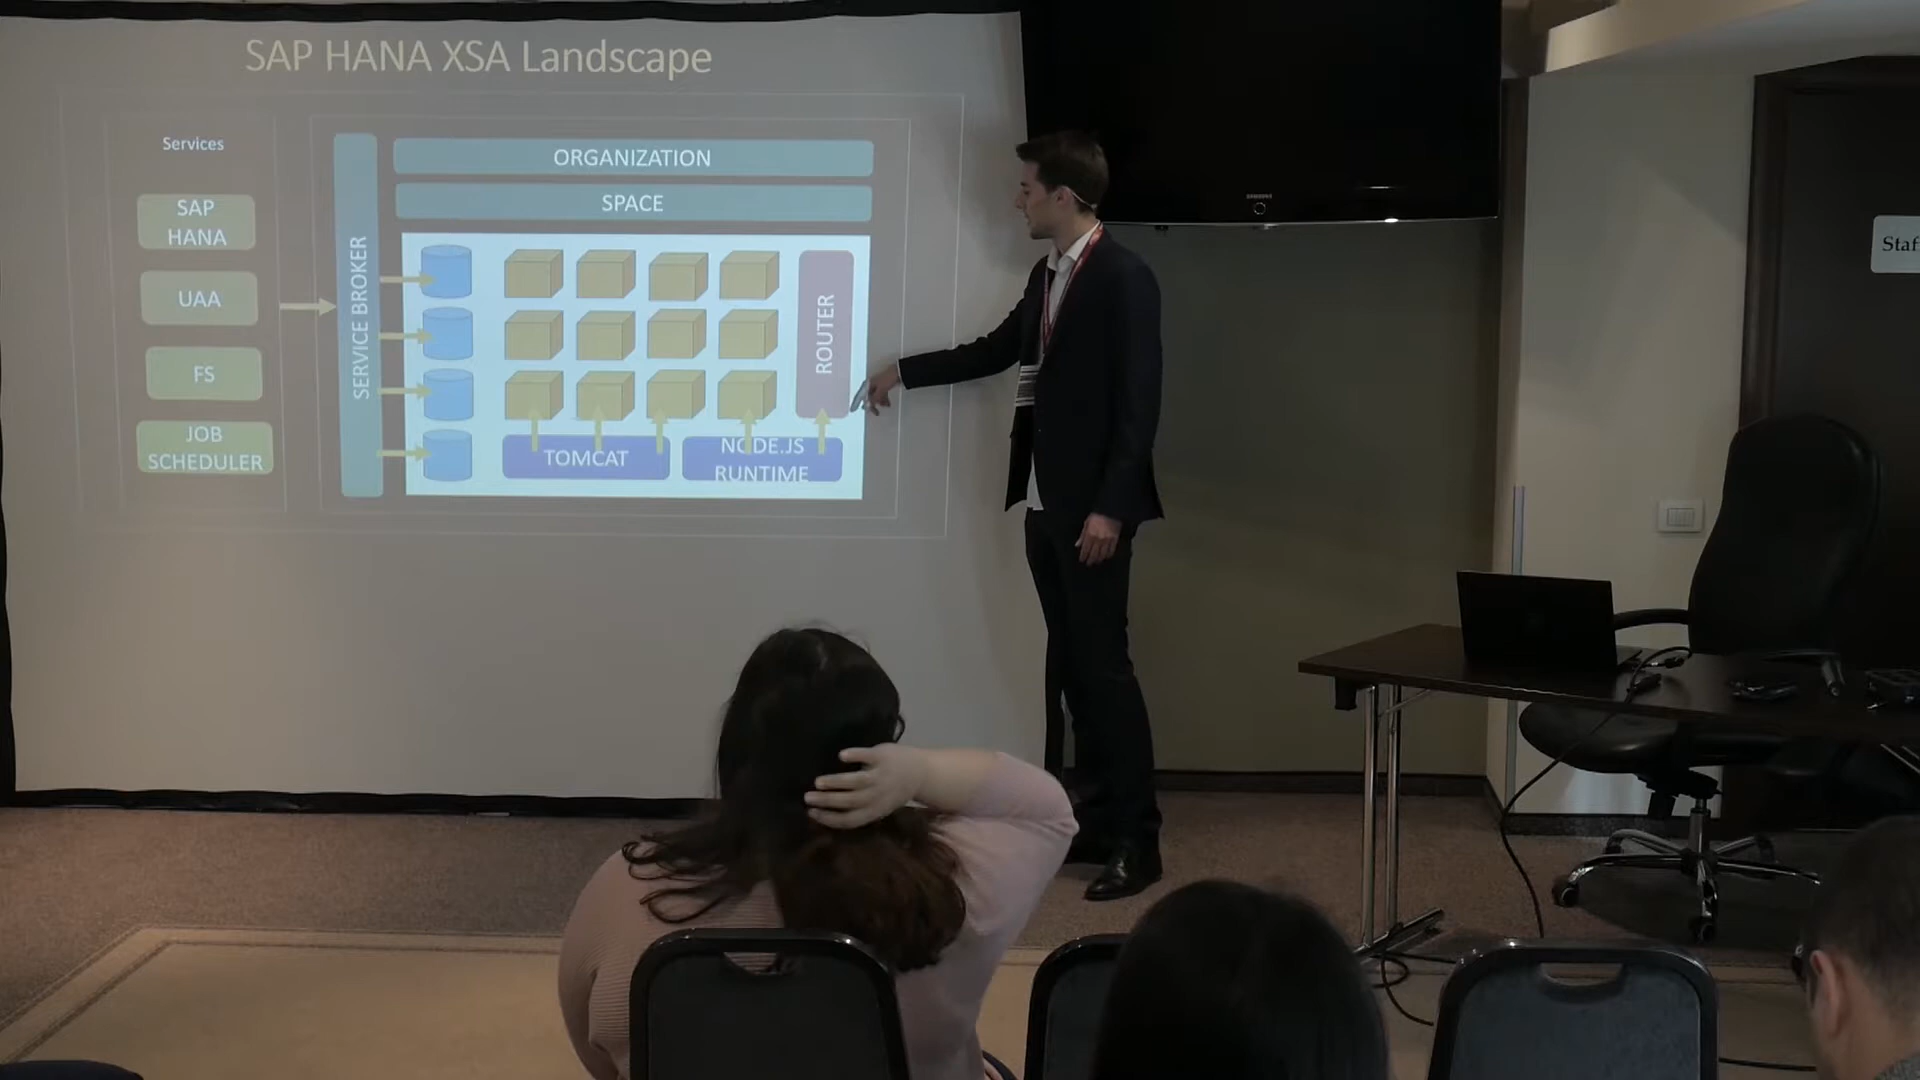 SAP HANA XSA Landscape
Services
SAP
HANA
UAA
FS
JOB
SCHEDULER
SERVICE BROKER
ORGANIZATION
SPACE
ROUTER
TOMCAT
NODE.JS
RUNTIME
SAMSUNG
Staf